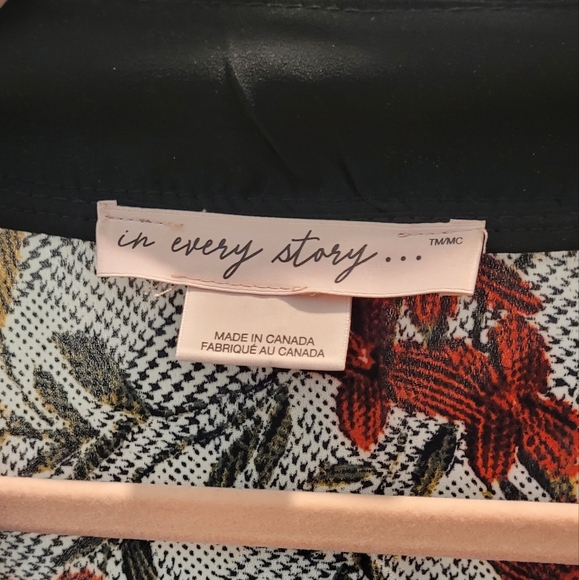 in every story...
TM/MC
MADE IN CANADA
FABRIQUÉ AU CANADA